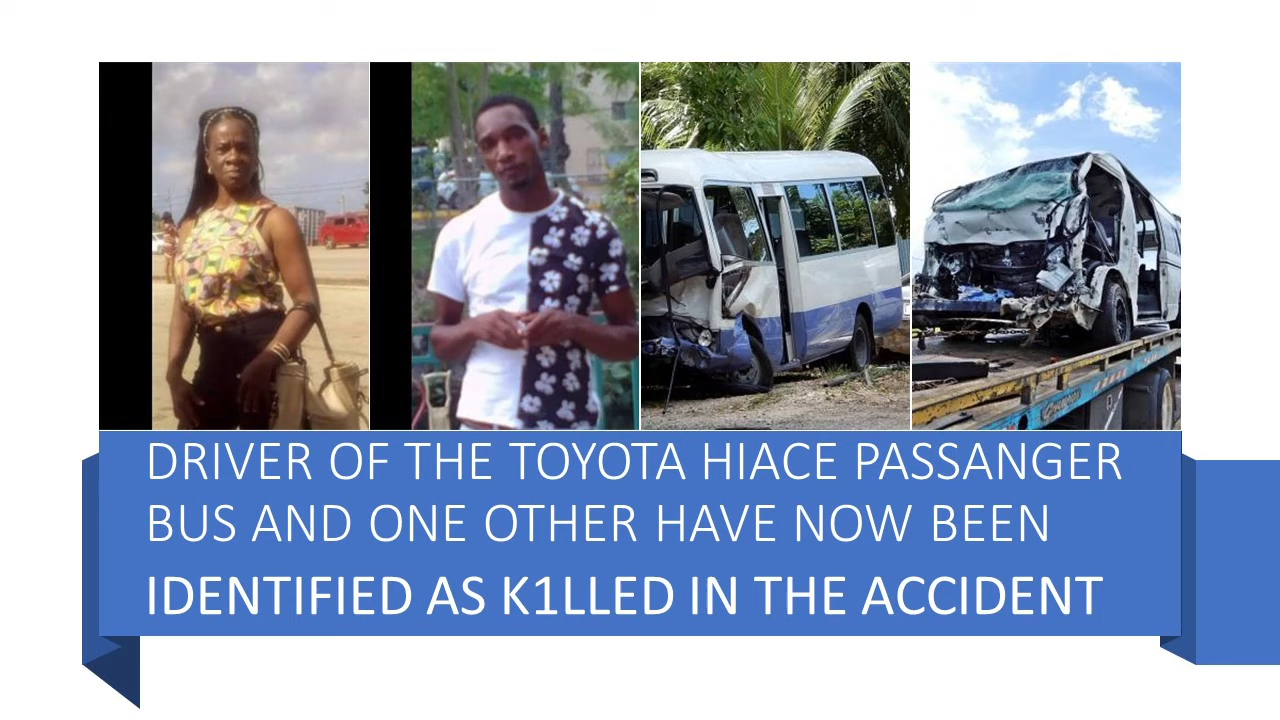 DRIVER OF THE TOYOTA HIACE PASSANGER
BUS AND ONE OTHER HAVE NOW BEEN
IDENTIFIED AS K1LLED IN THE ACCIDENT